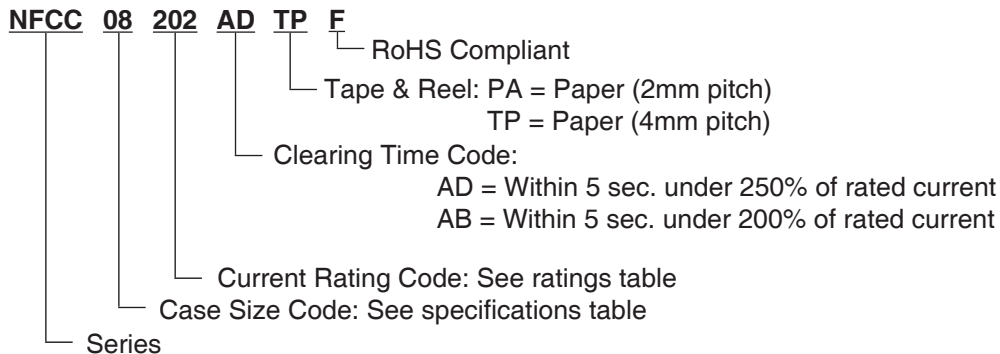 NFCC 08 202 AD TP F
RoHS Compliant
Tape & Reel: PA = Paper (2mm pitch)
TP = Paper (4mm pitch)
Clearing Time Code:
AD = Within 5 sec. under 250% of rated current
AB = Within 5 sec. under 200% of rated current
Current Rating Code: See ratings table
Case Size Code: See specifications table
Series